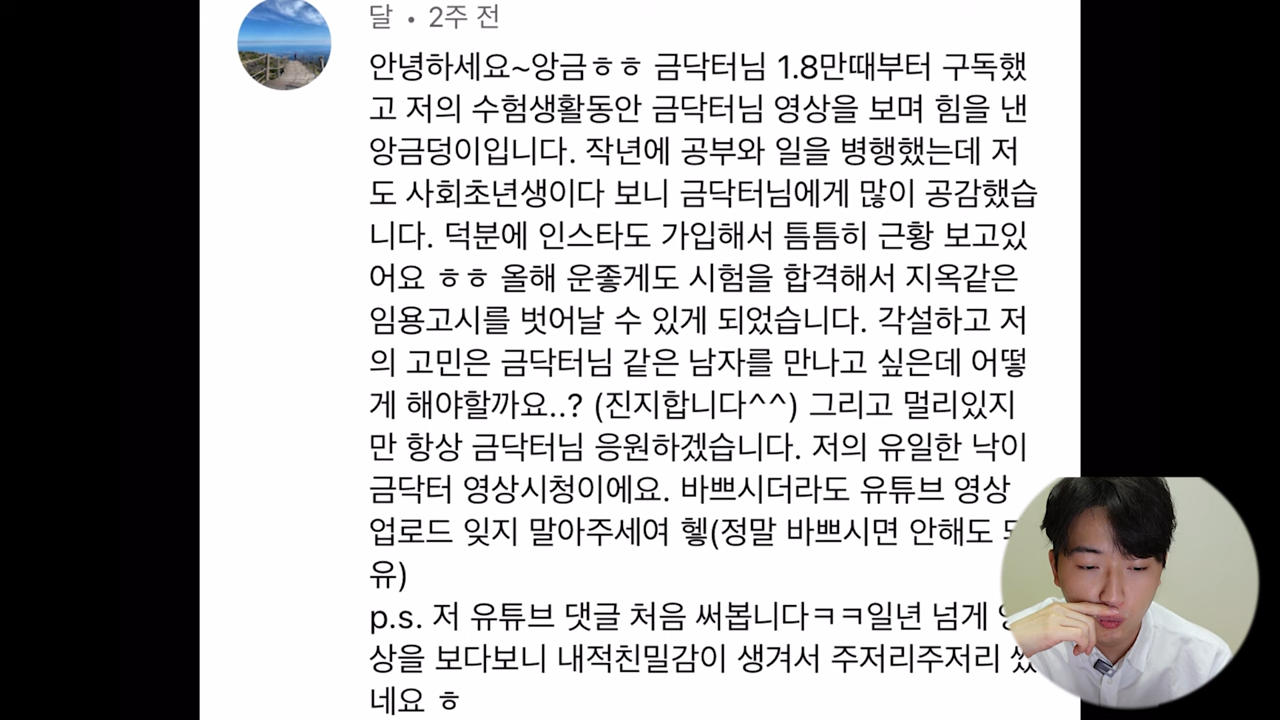 달 • 2주 전
안녕하세요~앙금ㅎㅎ 금닥터님 1.8만때부터 구독했
고 저의 수험생활동안 금닥터님 영상을 보며 힘을 낸
앙금덩이입니다. 작년에 공부와 일을 병행했는데 저
도 사회초년생이다 보니 금닥터님에게 많이 공감했습
니다. 덕분에 인스타도 가입해서 틈틈히 근황 보고있
어요 ㅎㅎ 올해 운좋게도 시험을 합격해서 지옥같은
임용고시를 벗어날 수 있게 되었습니다. 각설하고 저
의 고민은 금닥터님 같은 남자를 만나고 싶은데 어떻
게 해야할까요..? (진지합니다^^) 그리고 멀리있지
만 항상 금닥터님 응원하겠습니다. 저의 유일한 낙이
금닥터 영상시청이에요. 바쁘시더라도 유튜브 영상
업로드 잊지 말아주세여 헿(정말 바쁘시면 안해도
유)
p.s. 저 유튜브 댓글 처음 써봅니다ㅋㅋ일년 넘게
상을 보다보니 내적친밀감이 생겨서 주저리주저리 썼
네요 ㅎ